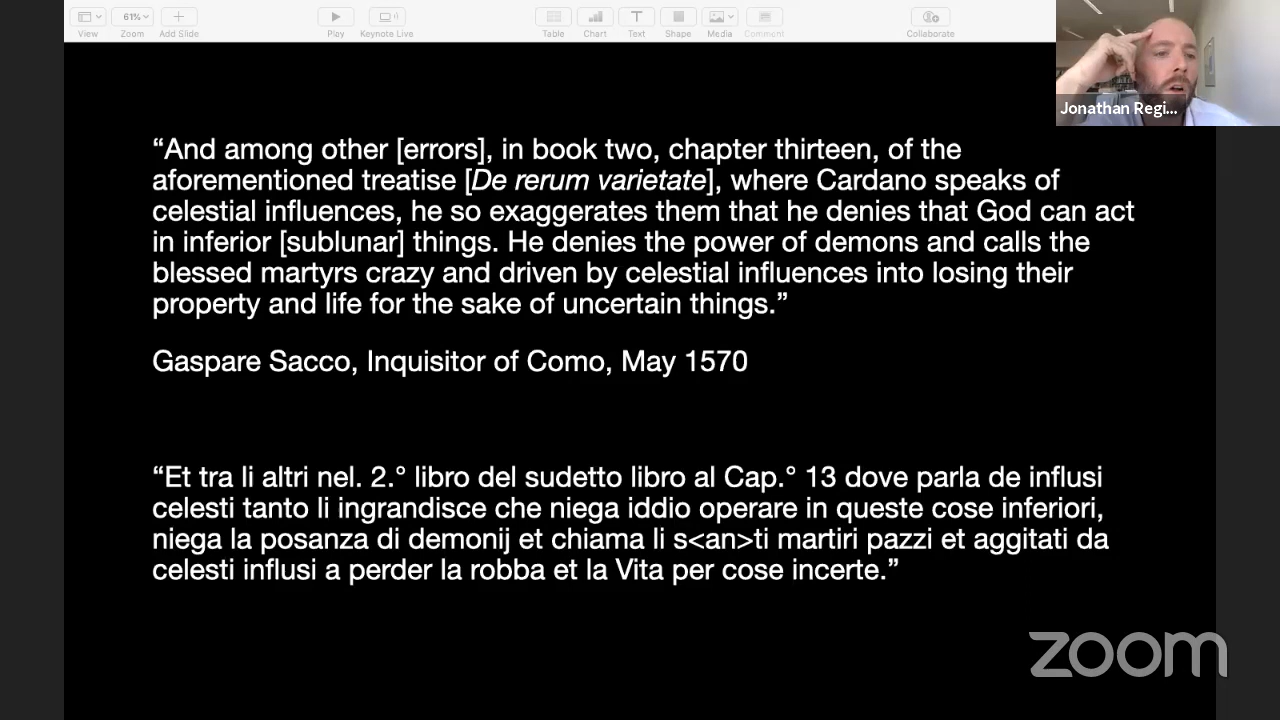 View
61%
Zoom
Add Slide
Play
Keynote Live
Table
Chart
Text
Shape
Media
Comment
Collaborate
Jonathan Regi...
“And among other [errors], in book two, chapter thirteen, of the
aforementioned treatise [De rerum varietate], where Cardano speaks of
celestial influences, he so exaggerates them that he denies that God can act
in inferior [sublunar] things. He denies the power of demons and calls the
blessed martyrs crazy and driven by celestial influences into losing their
property and life for the sake of uncertain things.”
Gaspare Sacco, Inquisitor of Como, May 1570
“Et tra li altri nel. 2.° libro del sudetto libro al Cap.° 13 dove parla de influsi
celesti tanto li ingrandisce che niega iddio operare in queste cose inferiori,
niega la posanza di demonij et chiama li s<an>ti martiri pazzi et aggitati da
celesti influsi a perder la robba et la Vita per cose incerte.”
zoom